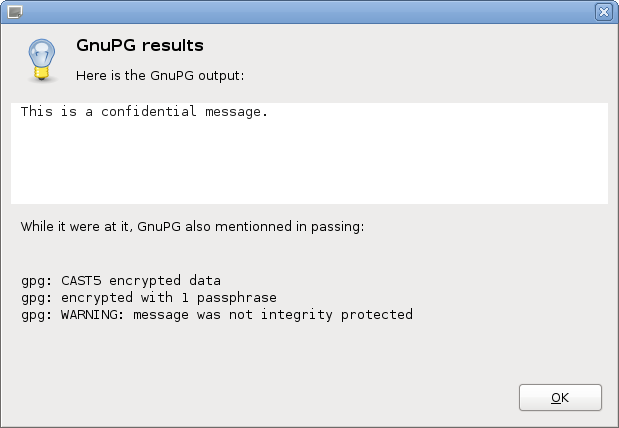 GnuPG results
Here is the GnuPG output:
This is a confidential message.
While it were at it, GnuPG also mentionned in passing:
gpg: CAST5 encrypted data
gpg: encrypted with 1 passphrase
gpg: WARNING: message was not integrity protected
OK